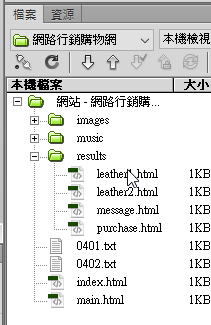 檔案 資源
網路行銷購物網 本機檢視
本機檔案 大小
網站 - 網路行銷購...
images
music
results
leather1.html 1KB
leather2.html 1KB
message.html 1KB
purchase.html 1KB
0401.txt 1KB
0402.txt 1KB
index.html 1KB
main.html 1KB